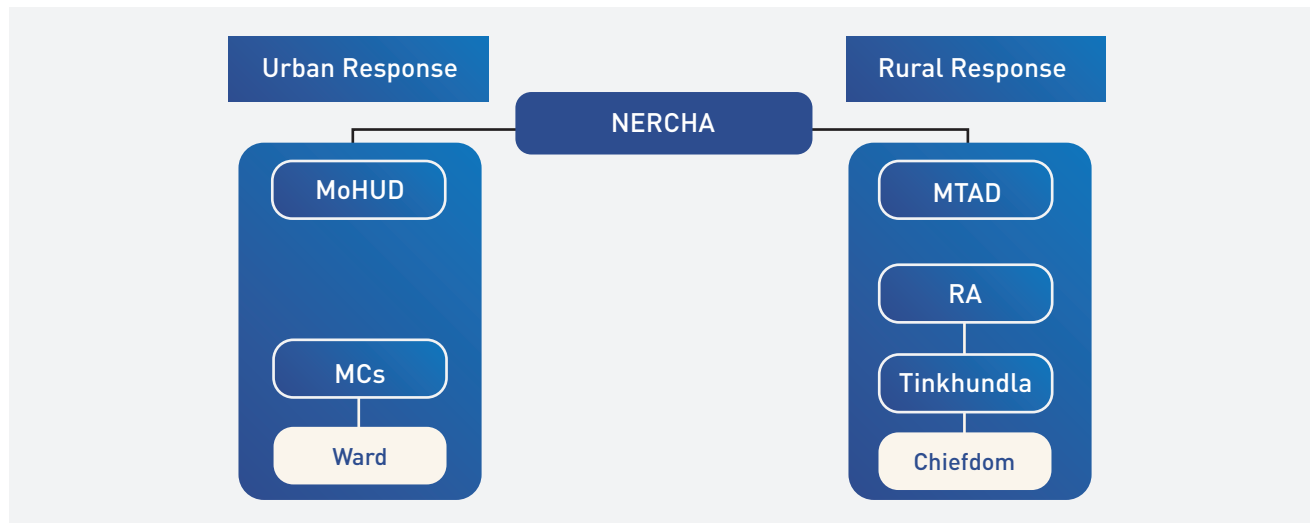 Urban Response
Rural Response
NERCHA
MoHUD
MTAD
RA
MCs
Tinkhundla
Ward
Chiefdom